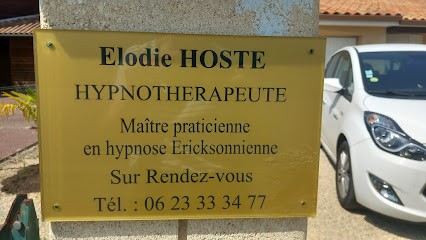 Elodie HOSTE
HYPNOTHERAPEUTE
Maître praticienne
en hypnose Ericksonnienne
Sur Rendez-vous
Tél. : 06 23 33 34 77